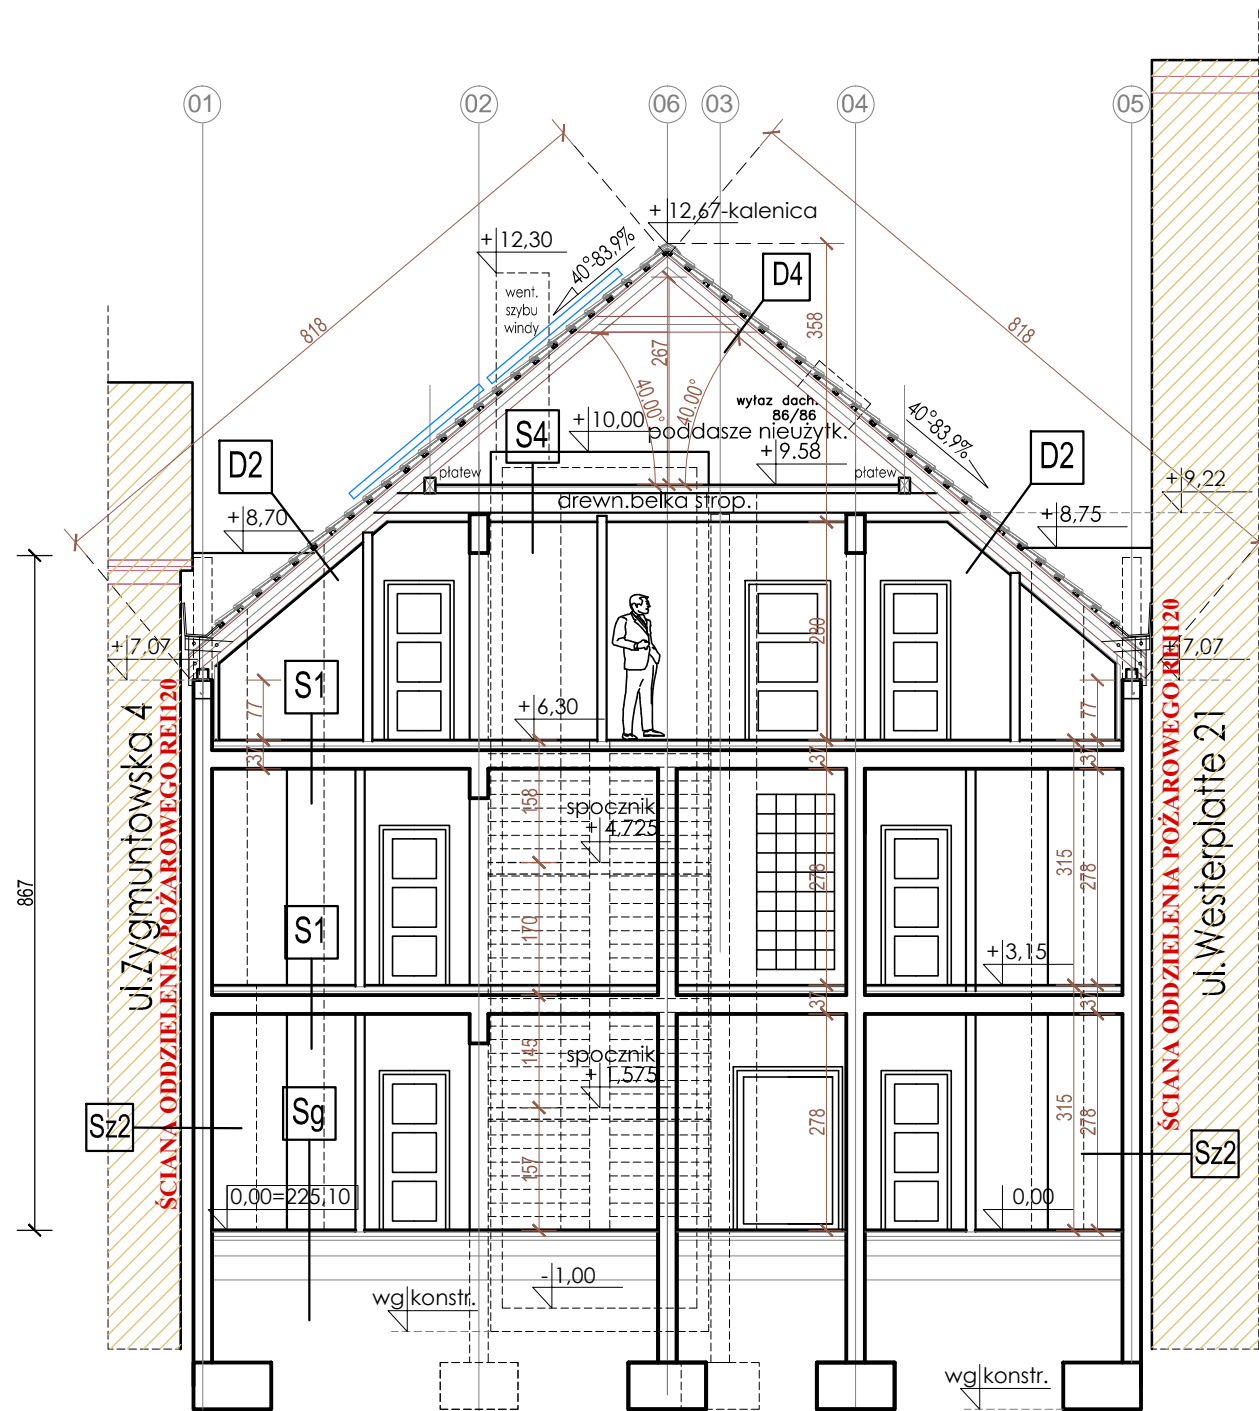 01
02
06
03
04
05
+12,67-kalenica
+12,30
40°-83,9%
D4
went.
szybu
windy
818
818
358
267
40.00°
40.00°
wyłaz dach.
86/86
40°-83,9%
+10,00
poddasze nieużytk.
S4
+9.58
D2
D2
płatew
płatew
+9,22
drewn.belka strop.
+8,70
+8,75
+7,07
+7,07
280
S1
77
77
+6,30
37
37
ul.Zygmuntowska 4
ŚCIANA ODDZIELENIA POŻAROWEGO REI120
ŚCIANA ODDZIELENIA POŻAROWEGO REI120
ul.Westerplatte 21
158
spocznik
+ 4,725
867
278
315
278
S1
170
+3,15
37
37
145
spocznik
+ 1,575
Sg
Sz2
278
315
278
Sz2
157
0,00=225,10
0,00
-1,00
wg konstr.
wg konstr.